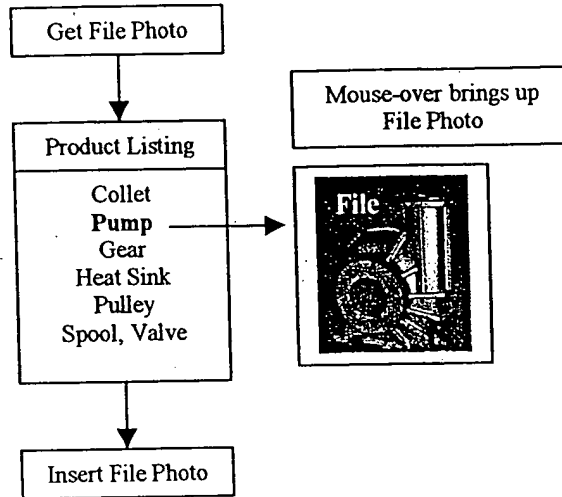 Get File Photo
Mouse-over brings up
File Photo
Product Listing
Collet
Pump
Gear
Heat Sink
Pulley
Spool, Valve
File
Insert File Photo